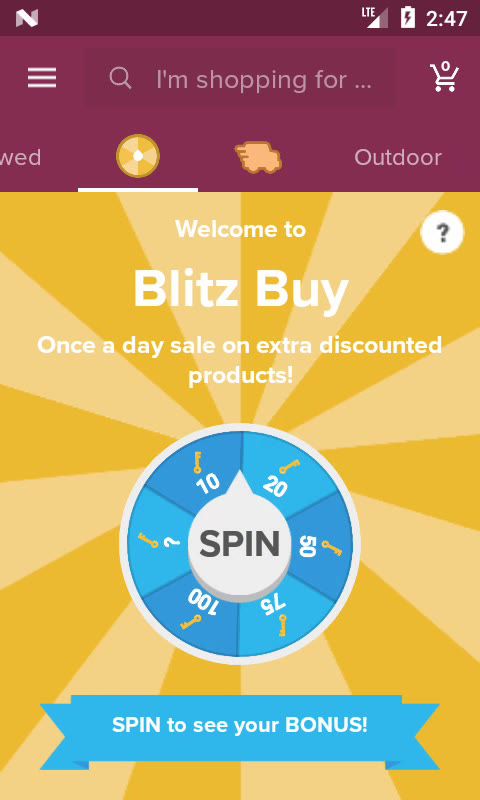 LTE 2:47
I'm shopping for ...
0
wed
Outdoor
Welcome to
?
Blitz Buy
Once a day sale on extra discounted
products!
10
20
?
SPIN
50
100
75
SPIN to see your BONUS!